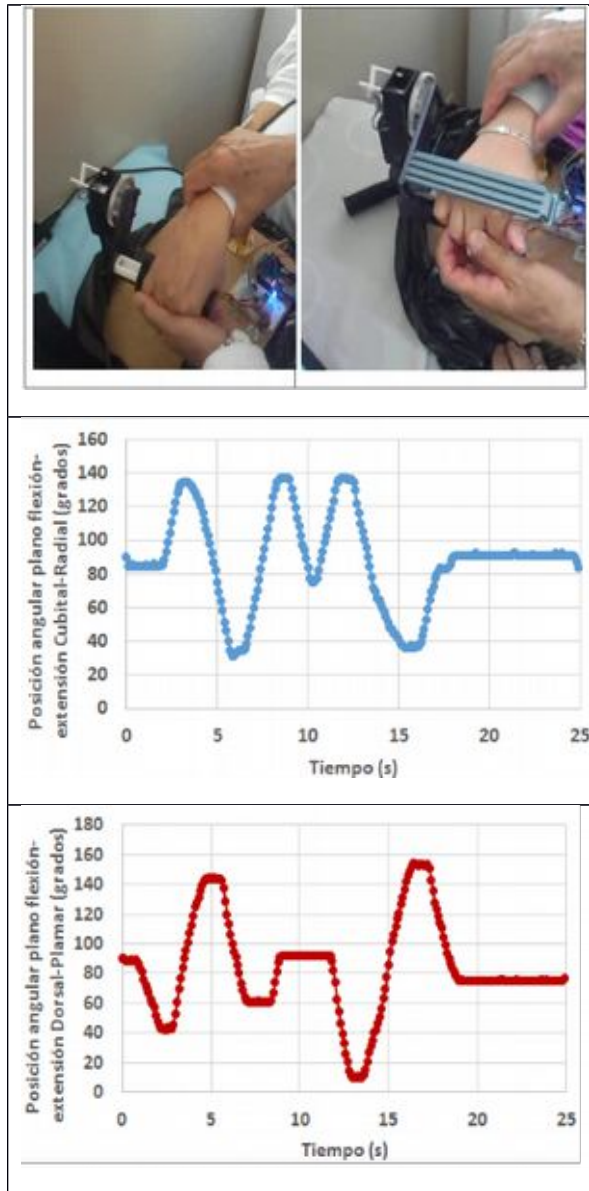 Posición angular plano flexión-
extensión Cubital-Radial (grados)
160
140
120
100
80
60
40
20
0
0 5 10 15 20 25
Tiempo (s)
Posición angular plano flexión-
extensión Dorsal-Plamar (grados)
180
160
140
120
100
80
60
40
20
0
0 5 10 15 20 25
Tiempo (s)